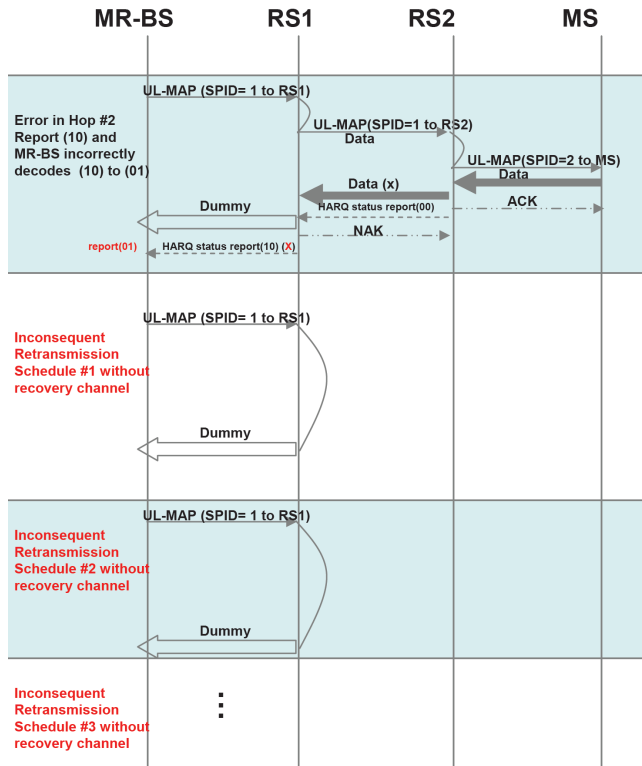 MR-BS RS1 RS2 MS
UL-MAP (SPID= 1 to RS1)
Error in Hop #2
Report (10) and
MR-BS incorrectly
decodes (10) to (01)
UL-MAP(SPID=1 to RS2)
Data
UL-MAP(SPID=2 to MS)
Data
Data (x)
Dummy
HARQ status report(00)
ACK
NAK
report(01)
HARQ status report(10) (X)
UL-MAP (SPID= 1 to RS1)
Inconsequent
Retransmission
Schedule #1 without
recovery channel
Dummy
UL-MAP (SPID= 1 to RS1)
Inconsequent
Retransmission
Schedule #2 without
recovery channel
Dummy
Inconsequent
Retransmission
Schedule #3 without
recovery channel